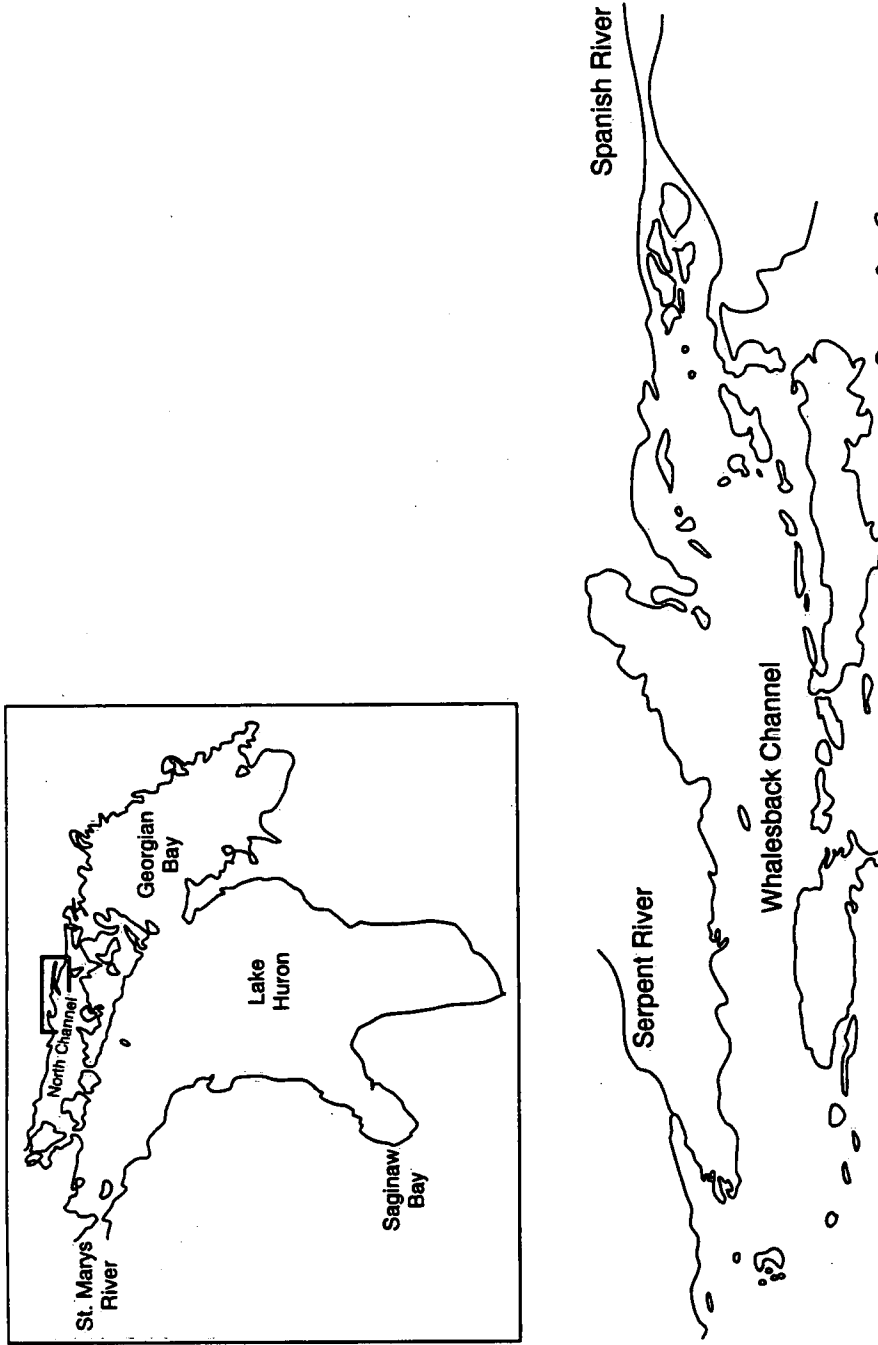 St. Marys
River
North Channel
Georgian
Bay
Lake
Huron
Saginaw
Bay
Spanish River
Serpent River
Whalesback Channel